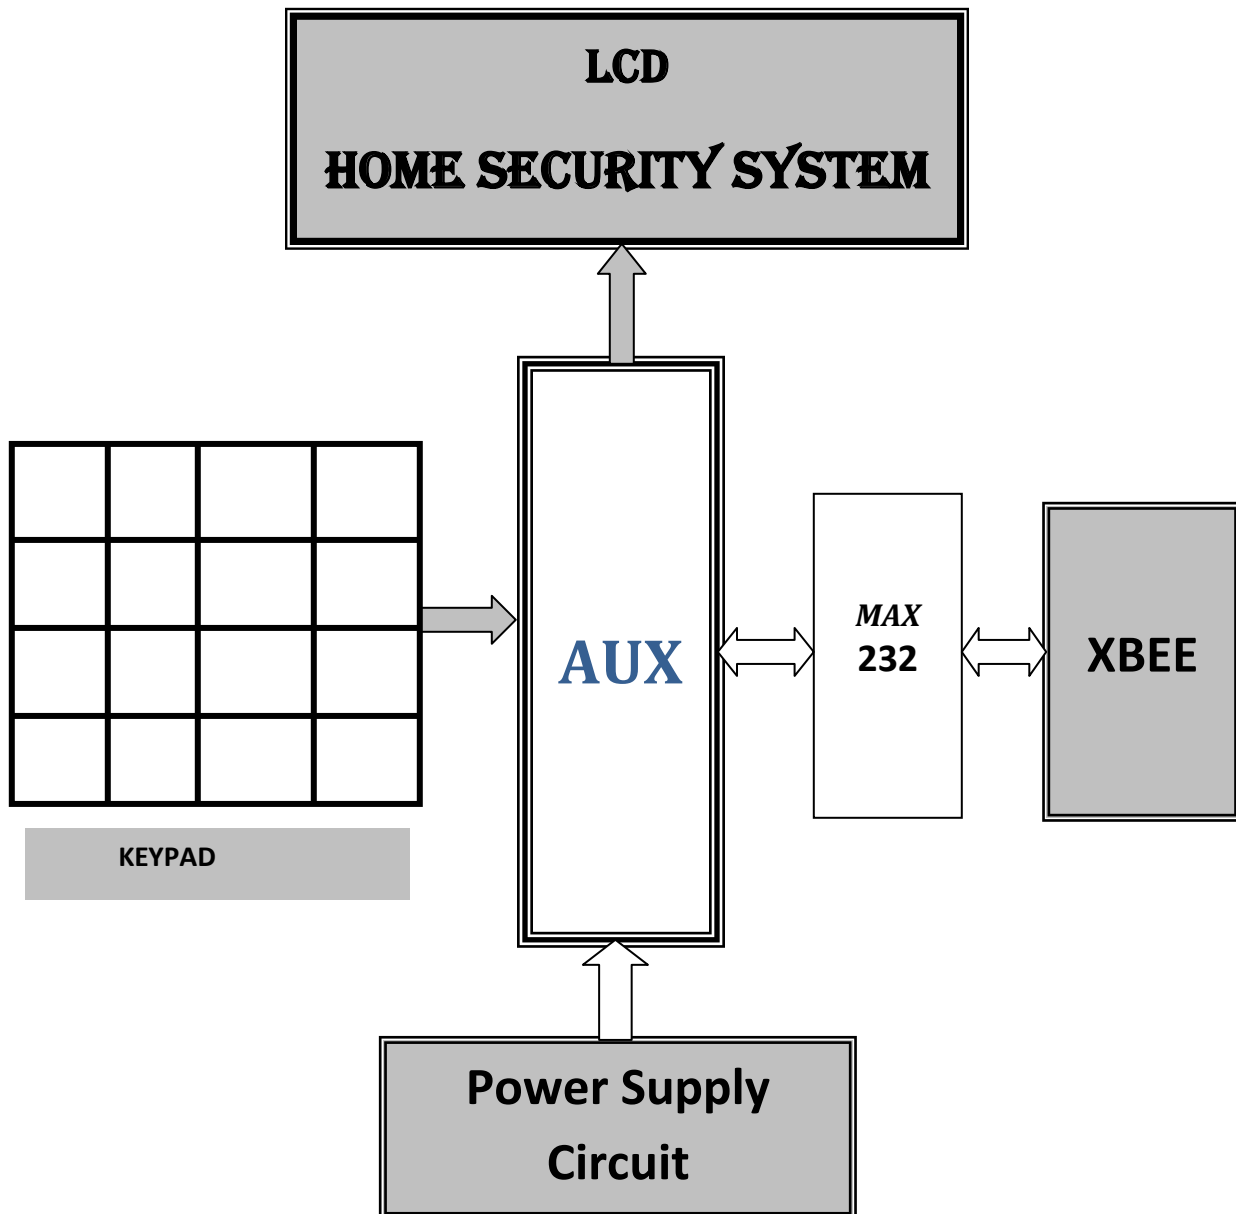 LCD
HOME SECURITY SYSTEM
KEYPAD
AUX
MAX
232
XBEE
Power Supply
Circuit